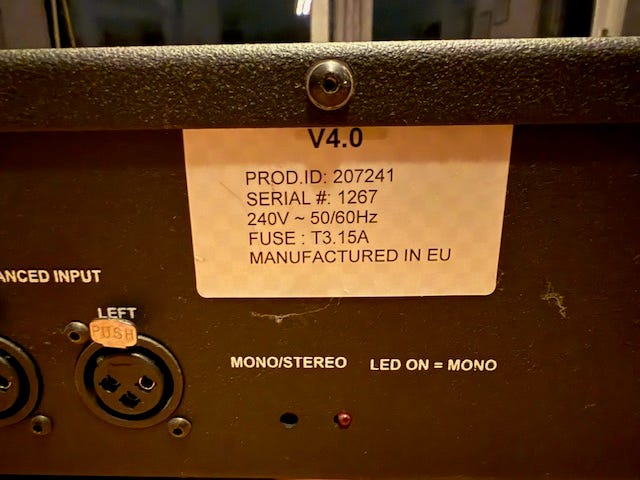 V4.0
PROD.ID: 207241
SERIAL #: 1267
240V ~ 50/60Hz
FUSE : T3.15A
MANUFACTURED IN EU
ANCED INPUT
LEFT
PUSH
MONO/STEREO LED ON = MONO